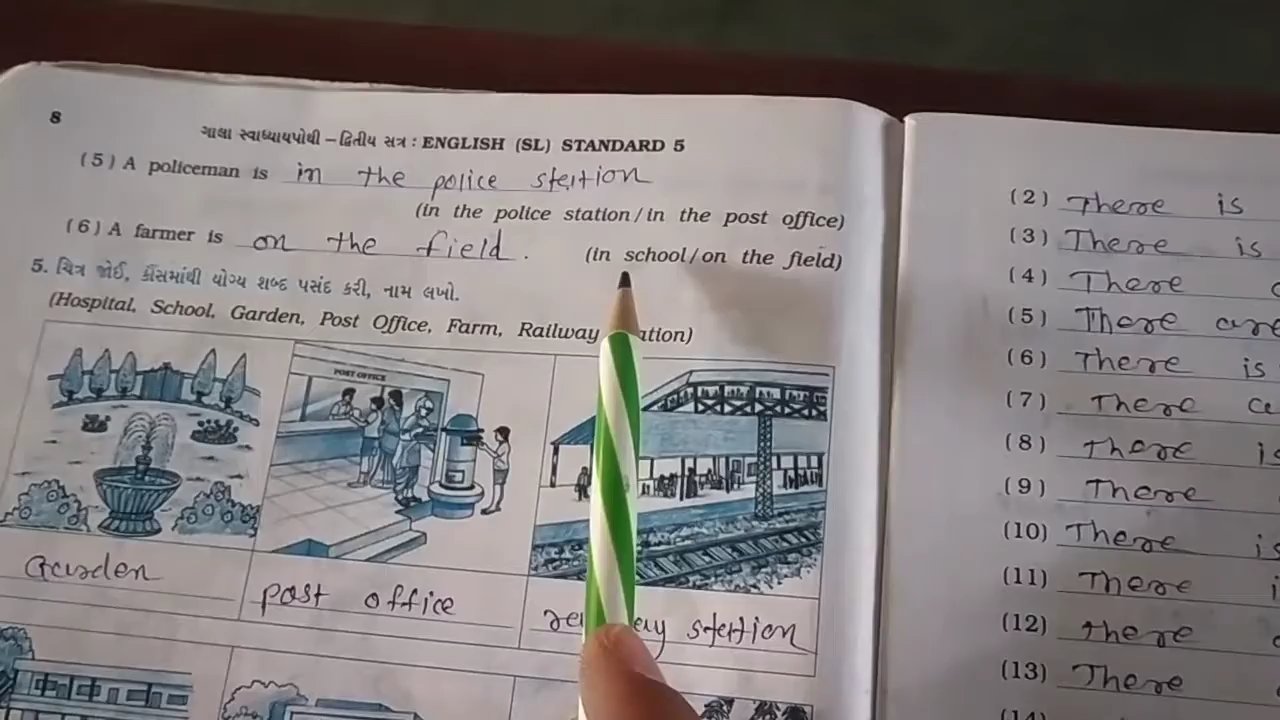 8
ગાલા સ્વાધ્યાયપોથી – દ્વિતીય સત્ર : ENGLISH (SL) STANDARD 5
(5) A policeman is in the police station
(in the police station/in the post office)
(6) A farmer is on the field. (in school/on the field)
5. ચિત્ર જોઈ, કૌંસમાંથી યોગ્ય શબ્દ પસંદ કરી, નામ લખો.
(Hospital, School, Garden, Post Office, Farm, Railway ation)
POST OFFICE
Garden
post office
station
(2) There is
(3) There is
(4) There
(5) There are
(6) There is
(7) There
(8) There is
(9) There
(10) There is
(11) There
(12) there
(13) There